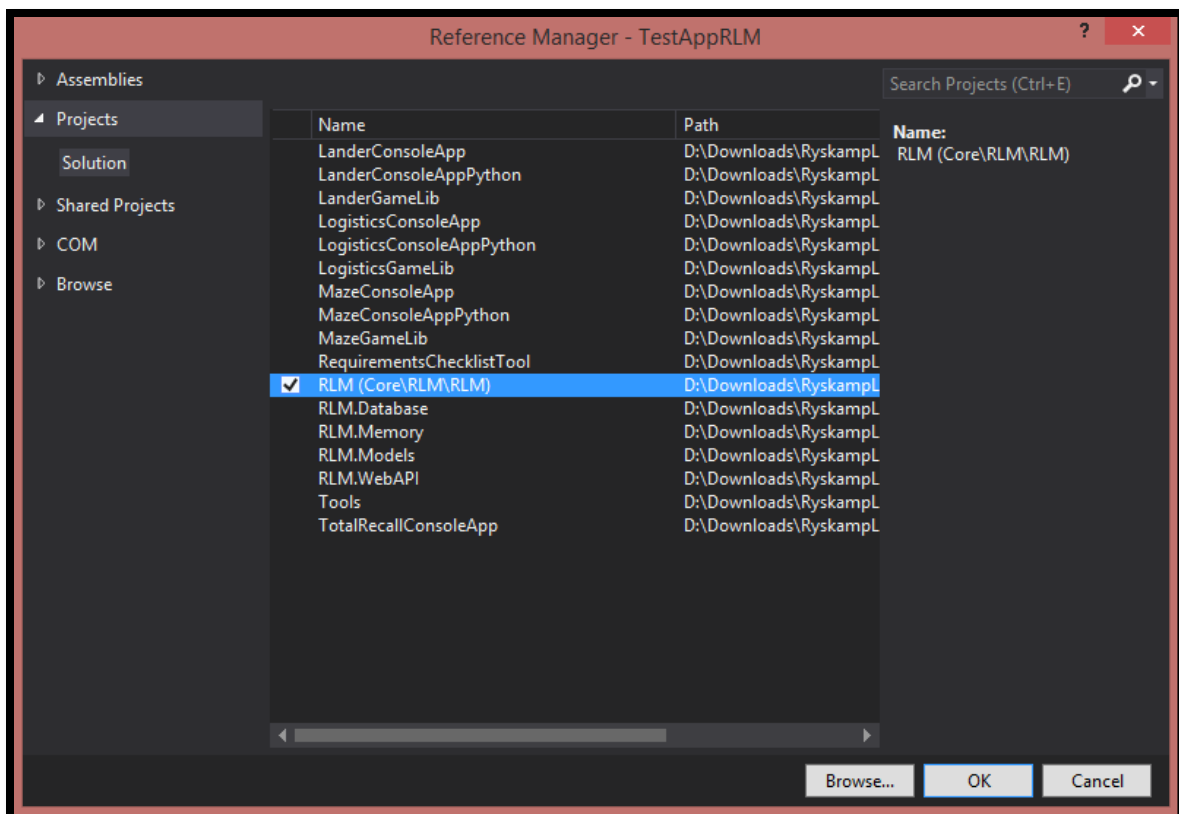 Reference Manager - TestAppRLM
?
Assemblies
Search Projects (Ctrl+E)
Projects
Solution
Shared Projects
COM
Browse
Name Path
LanderConsoleApp D:\Downloads\RyskampL
LanderConsoleAppPython D:\Downloads\RyskampL
LanderGameLib D:\Downloads\RyskampL
LogisticsConsoleApp D:\Downloads\RyskampL
LogisticsConsoleAppPython D:\Downloads\RyskampL
LogisticsGameLib D:\Downloads\RyskampL
MazeConsoleApp D:\Downloads\RyskampL
MazeConsoleAppPython D:\Downloads\RyskampL
MazeGameLib D:\Downloads\RyskampL
RequirementsChecklistTool D:\Downloads\RyskampL
RLM (Core\RLM\RLM) D:\Downloads\RyskampL
RLM.Database D:\Downloads\RyskampL
RLM.Memory D:\Downloads\RyskampL
RLM.Models D:\Downloads\RyskampL
RLM.WebAPI D:\Downloads\RyskampL
Tools D:\Downloads\RyskampL
TotalRecallConsoleApp D:\Downloads\RyskampL
Name:
RLM (Core\RLM\RLM)
Browse... OK Cancel